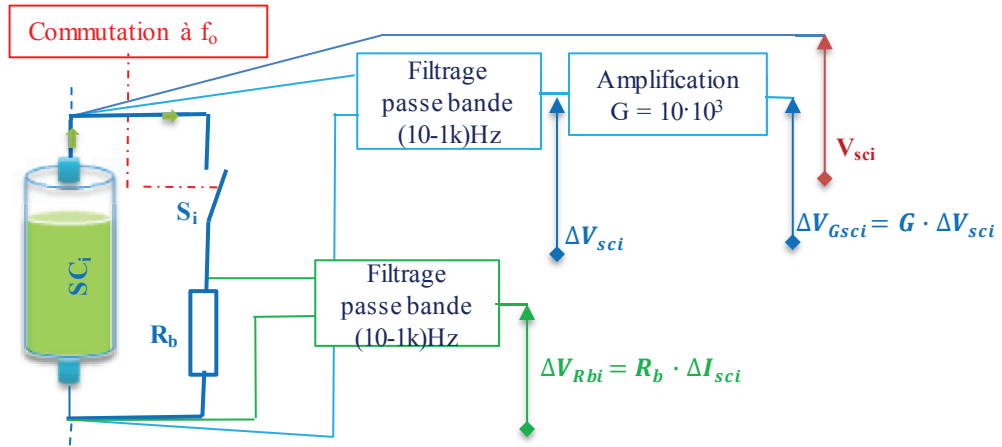 Commutation à fₒ
Filtrage
passe bande
(10-1k)Hz
Amplification
G = 10·10³
V_sci
S_i
ΔV_sci
ΔV_Gsci = G · ΔV_sci
SC_i
R_b
Filtrage
passe bande
(10-1k)Hz
ΔV_Rbi = R_b · ΔI_sci